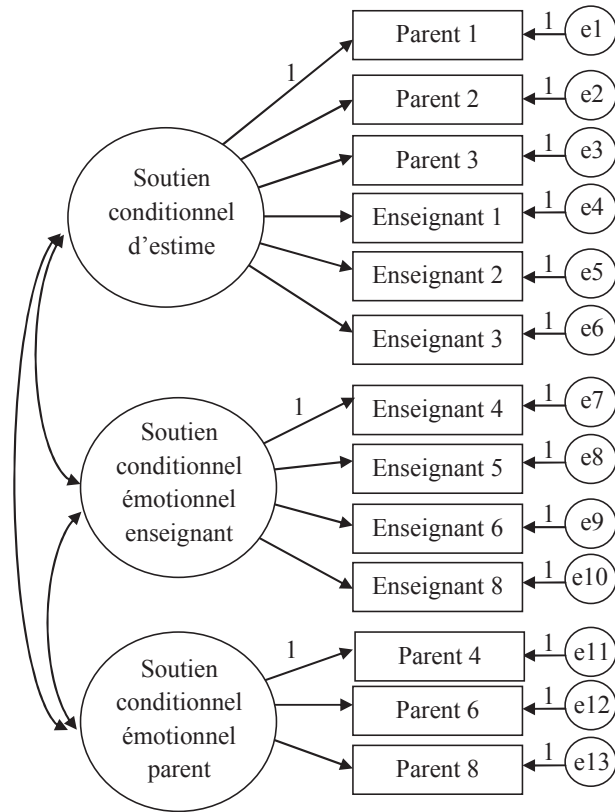 Parent 1
1
e1
1
Parent 2
1
e2
Parent 3
1
e3
Soutien
conditionnel
d'estime
Enseignant 1
1
e4
Enseignant 2
1
e5
Enseignant 3
1
e6
1
Enseignant 4
1
e7
Soutien
conditionnel
émotionnel
enseignant
Enseignant 5
1
e8
Enseignant 6
1
e9
Enseignant 8
1
e10
1
Parent 4
1
e11
Soutien
conditionnel
émotionnel
parent
Parent 6
1
e12
Parent 8
1
e13